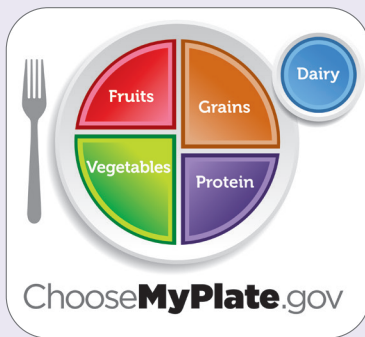 Dairy
Fruits
Grains
Vegetables
Protein
ChooseMyPlate.gov